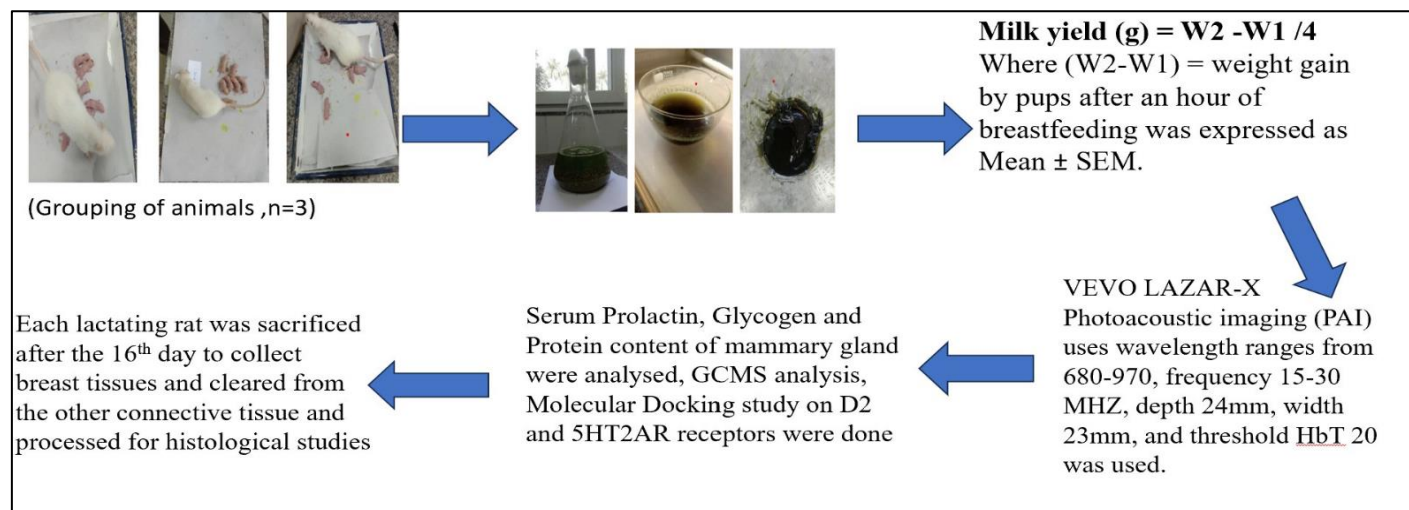 (Grouping of animals ,n=3)
Milk yield (g) = W2 -W1 /4
Where (W2-W1) = weight gain
by pups after an hour of
breastfeeding was expressed as
Mean ± SEM.
VEVO LAZAR-X
Photoacoustic imaging (PAI)
uses wavelength ranges from
680-970, frequency 15-30
MHZ, depth 24mm, width
23mm, and threshold HbT 20
was used.
Serum Prolactin, Glycogen and
Protein content of mammary gland
were analysed, GCMS analysis,
Molecular Docking study on D2
and 5HT2AR receptors were done
Each lactating rat was sacrificed
after the 16th day to collect
breast tissues and cleared from
the other connective tissue and
processed for histological studies